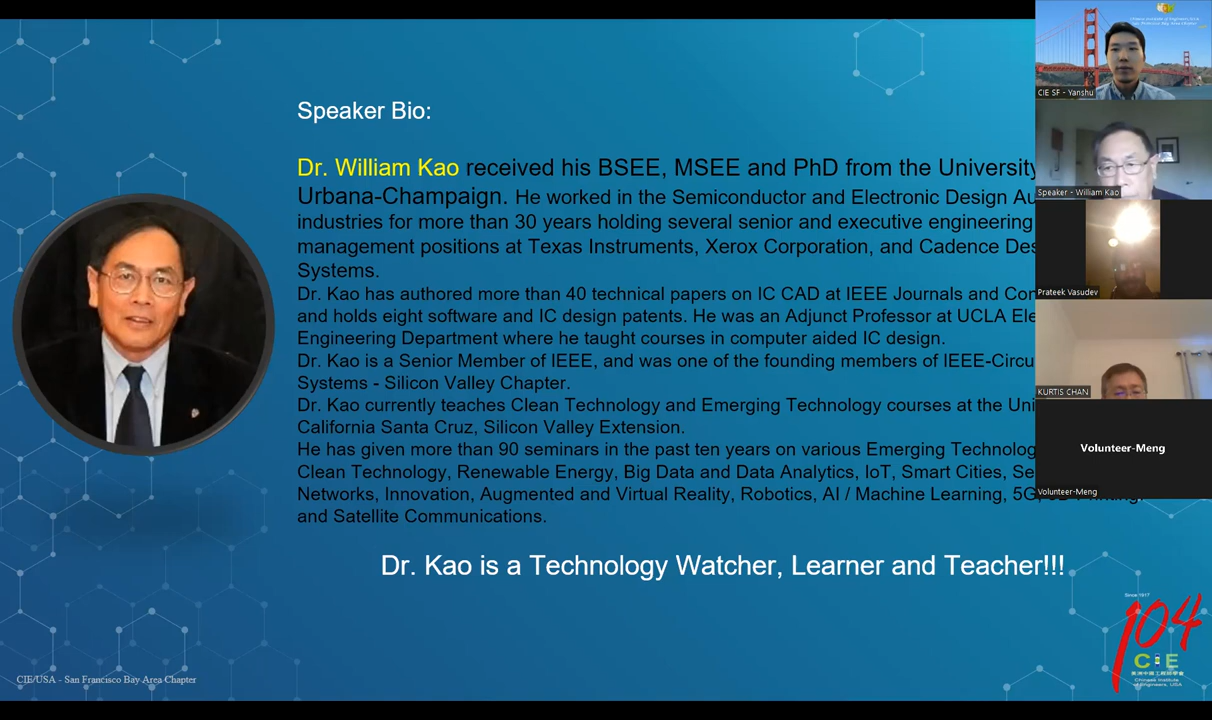 Speaker Bio:
Dr. William Kao received his BSEE, MSEE and PhD from the University
Urbana-Champaign. He worked in the Semiconductor and Electronic Design Au
industries for more than 30 years holding several senior and executive engineering
management positions at Texas Instruments, Xerox Corporation, and Cadence Des
Systems.
Dr. Kao has authored more than 40 technical papers on IC CAD at IEEE Journals and Con
and holds eight software and IC design patents. He was an Adjunct Professor at UCLA Ele
Engineering Department where he taught courses in computer aided IC design.
Dr. Kao is a Senior Member of IEEE, and was one of the founding members of IEEE-Circu
Systems - Silicon Valley Chapter.
Dr. Kao currently teaches Clean Technology and Emerging Technology courses at the Uni
California Santa Cruz, Silicon Valley Extension.
He has given more than 90 seminars in the past ten years on various Emerging Technolog
Clean Technology, Renewable Energy, Big Data and Data Analytics, IoT, Smart Cities, Se
Networks, Innovation, Augmented and Virtual Reality, Robotics, AI / Machine Learning, 5G,
and Satellite Communications.
Dr. Kao is a Technology Watcher, Learner and Teacher!!!
CIE/USA - San Francisco Bay Area Chapter
CIE SF - Yanshu
Speaker - William Kao
Prateek Vasudev
KURTIS CHAN
Volunteer-Meng
Volunteer-Meng
Since 1917
104
CIE
Chinese Institute
of Engineers, USA